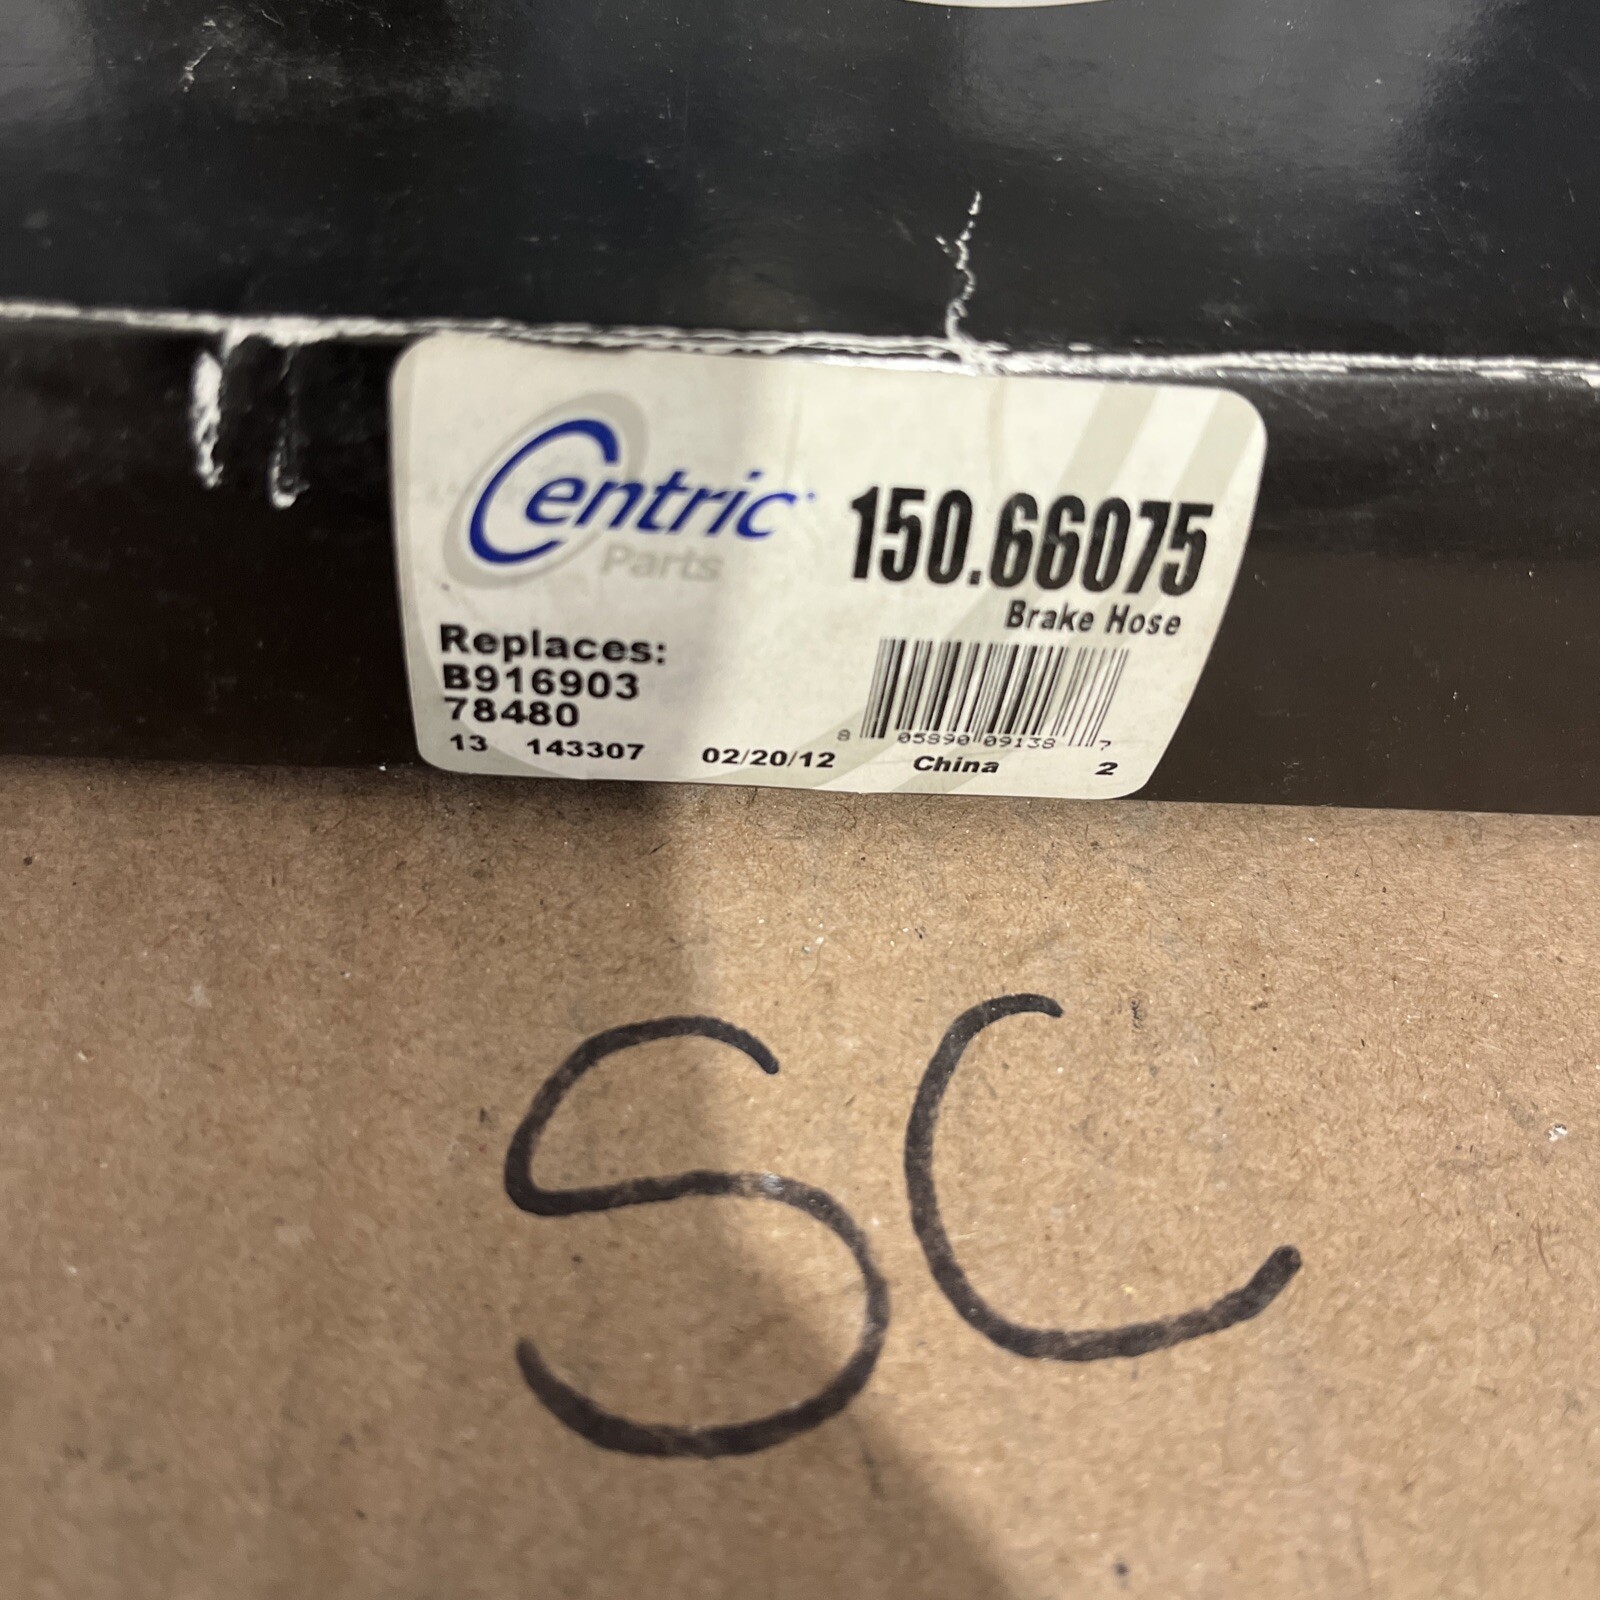 Centric
Parts
150.66075
Brake Hose
Replaces:
B916903
78480
8 05890 09138 7
13 143307 02/20/12 China 2
SC